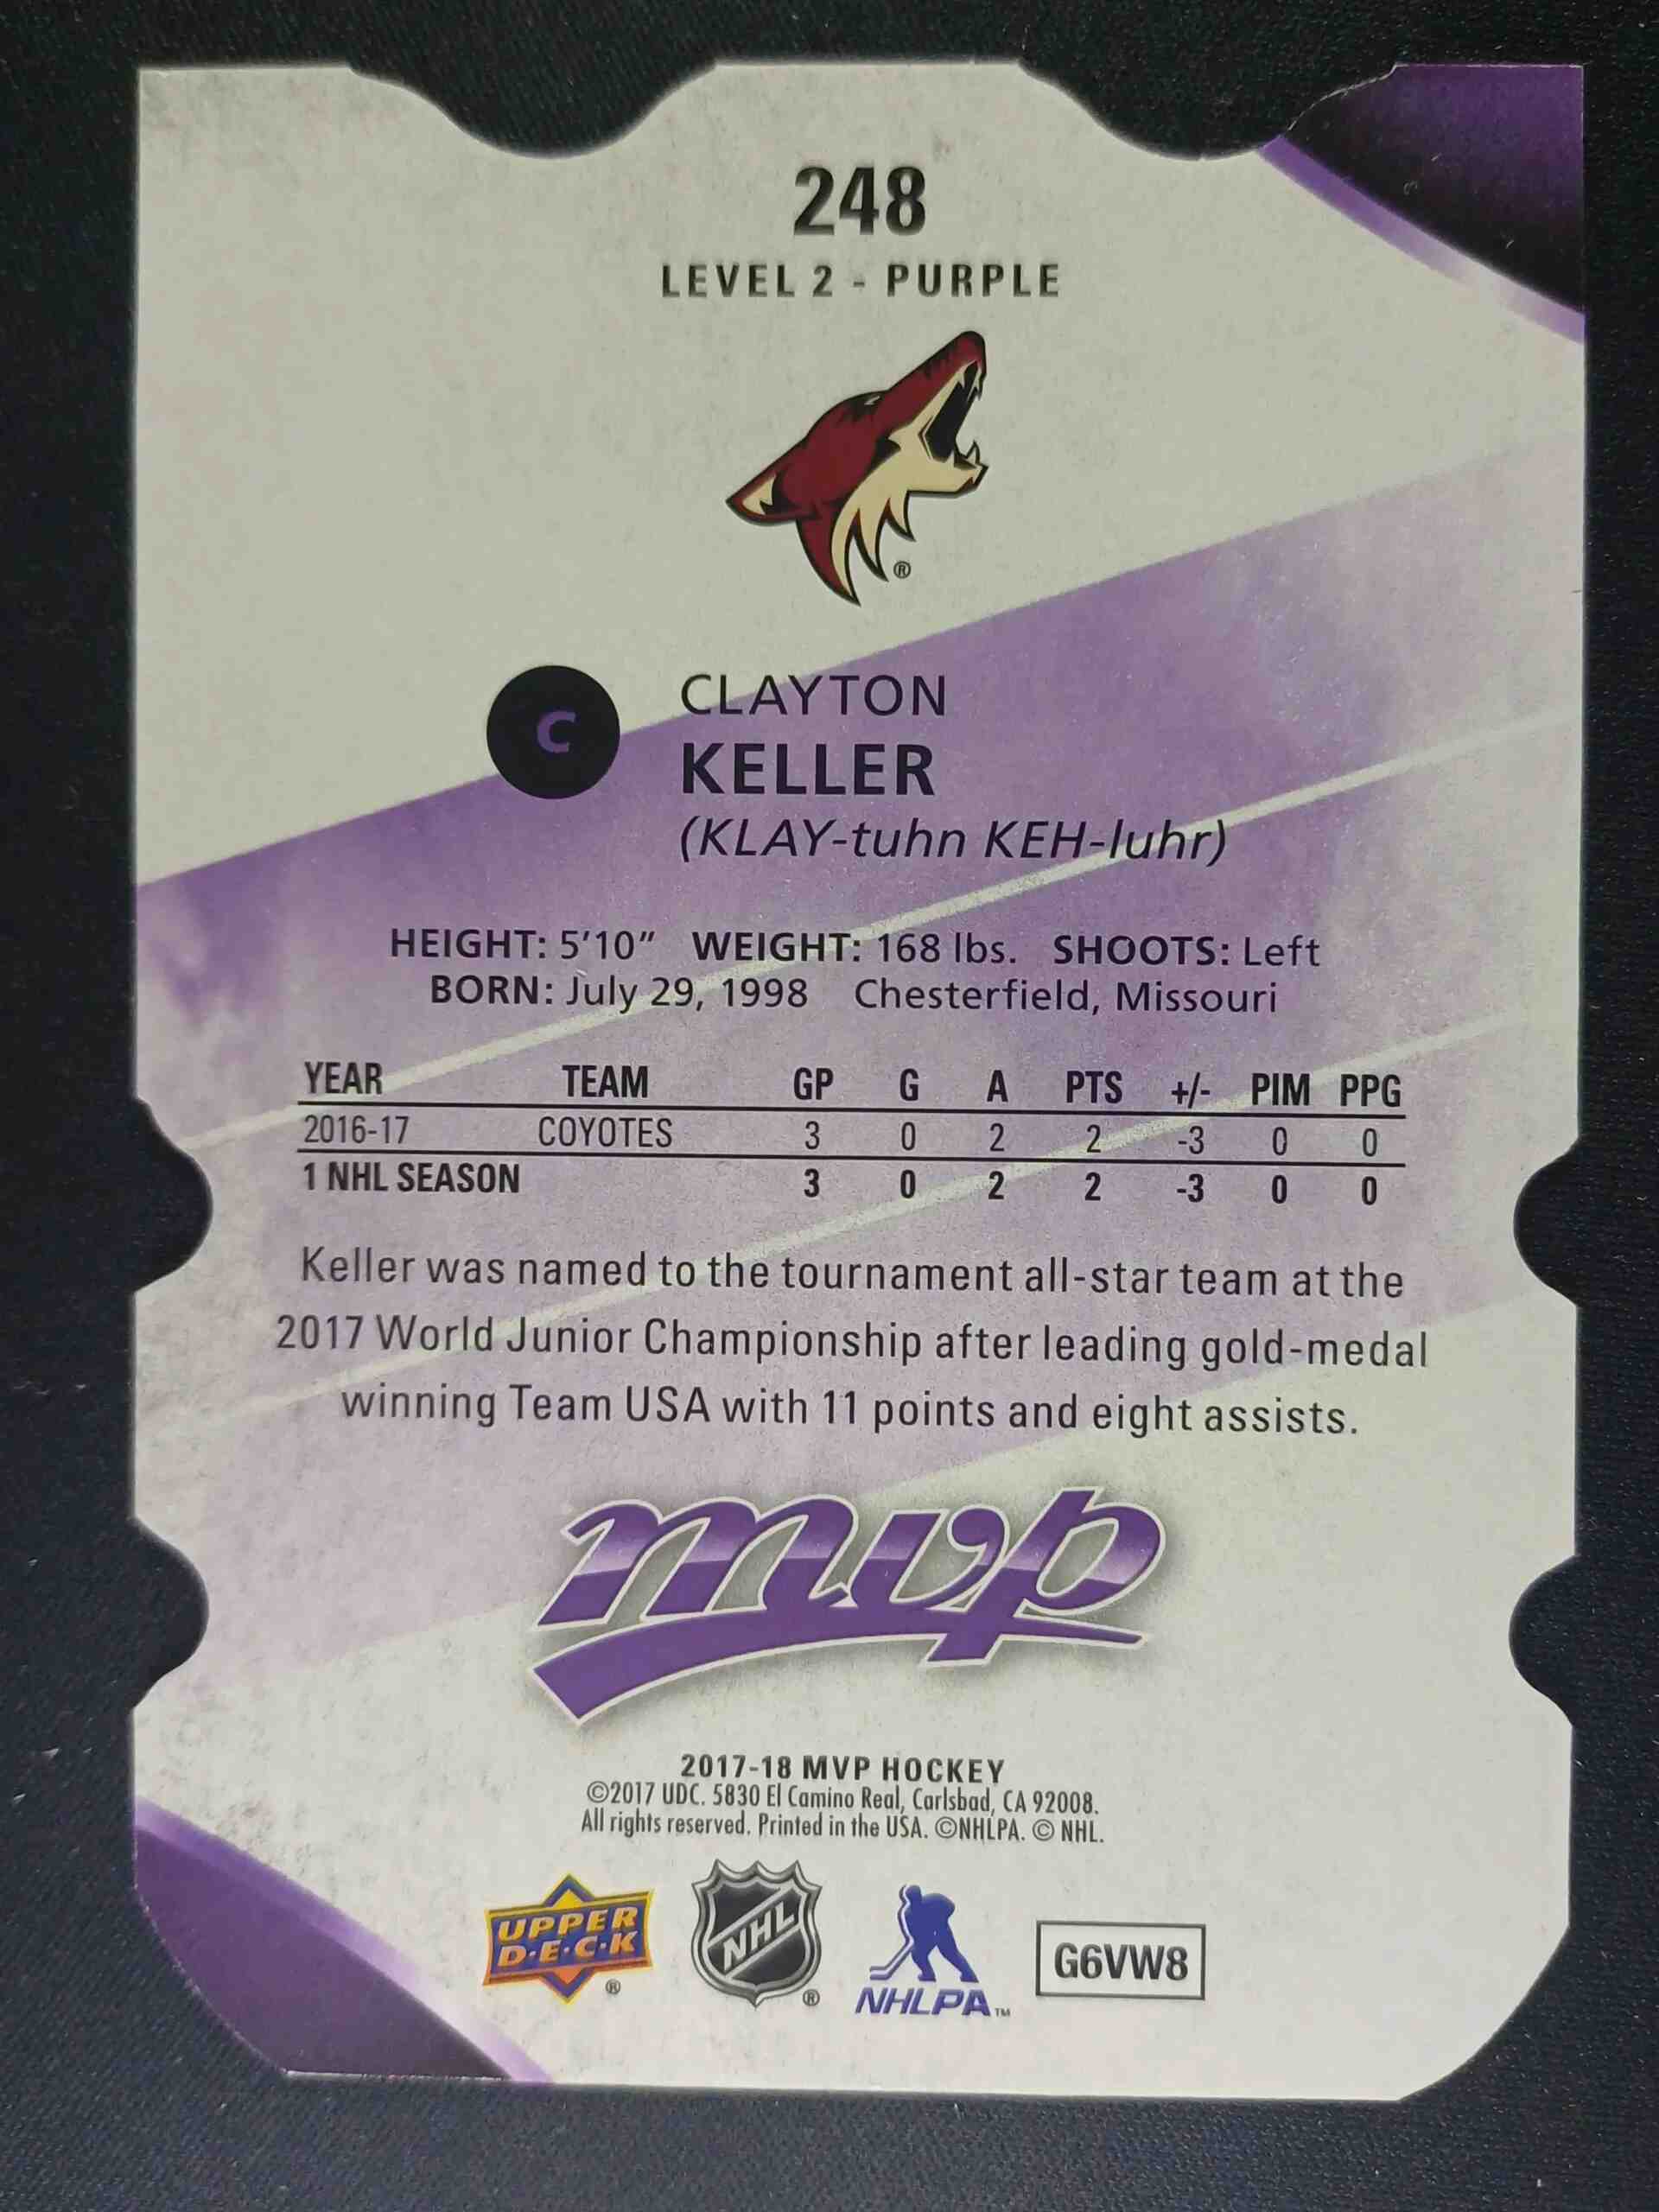 248
LEVEL 2 - PURPLE
®
C
CLAYTON
KELLER
(KLAY-tuhn KEH-luhr)
HEIGHT: 5'10" WEIGHT: 168 lbs. SHOOTS: Left
BORN: July 29, 1998 Chesterfield, Missouri
YEAR TEAM GP G A PTS +/- PIM PPG
2016-17 COYOTES 3 0 2 2 -3 0 0
1 NHL SEASON 3 0 2 2 -3 0 0
Keller was named to the tournament all-star team at the
2017 World Junior Championship after leading gold-medal
winning Team USA with 11 points and eight assists.
mvp
2017-18 MVP HOCKEY
©2017 UDC. 5830 El Camino Real, Carlsbad, CA 92008.
All rights reserved. Printed in the USA. ©NHLPA. © NHL.
UPPER
D·E·C·K ®
NHL ®
NHLPA™
G6VW8